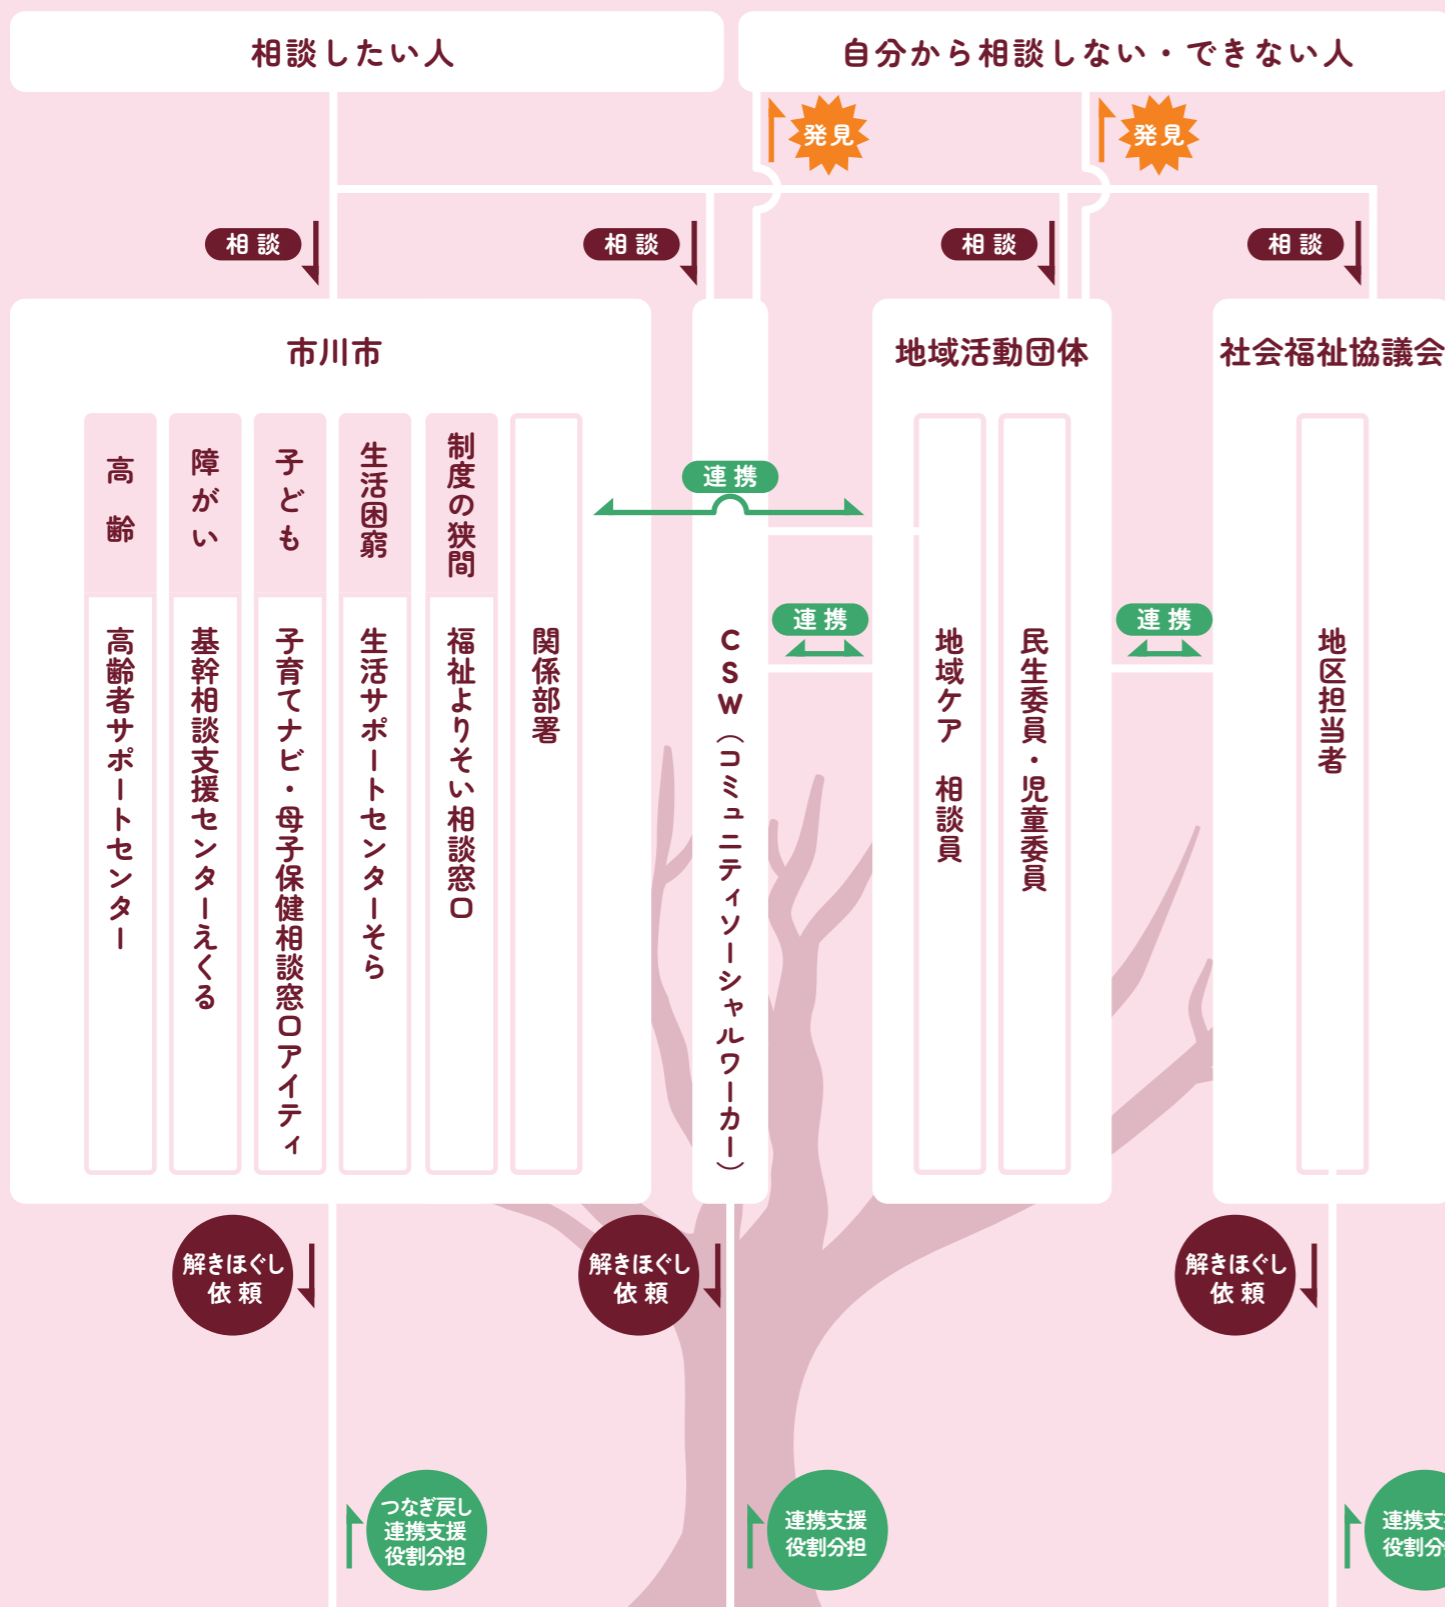 相談したい人
自分から相談しない・できない人
発見
発見
相談
相談
相談
相談
市川市
高齢
高齢者サポートセンター
障がい
基幹相談支援センターえくる
子ども
子育てナビ・母子保健相談窓口アイティ
生活困窮
生活サポートセンターそら
制度の狭間
福祉よりそい相談窓口
関係部署
連携
CSW（コミュニティソーシャルワーカー）
連携
地域活動団体
地域ケア 相談員
民生委員・児童委員
連携
社会福祉協議会
地区担当者
解きほぐし
依頼
解きほぐし
依頼
解きほぐし
依頼
つなぎ戻し
連携支援
役割分担
連携支援
役割分担
連携支
役割分